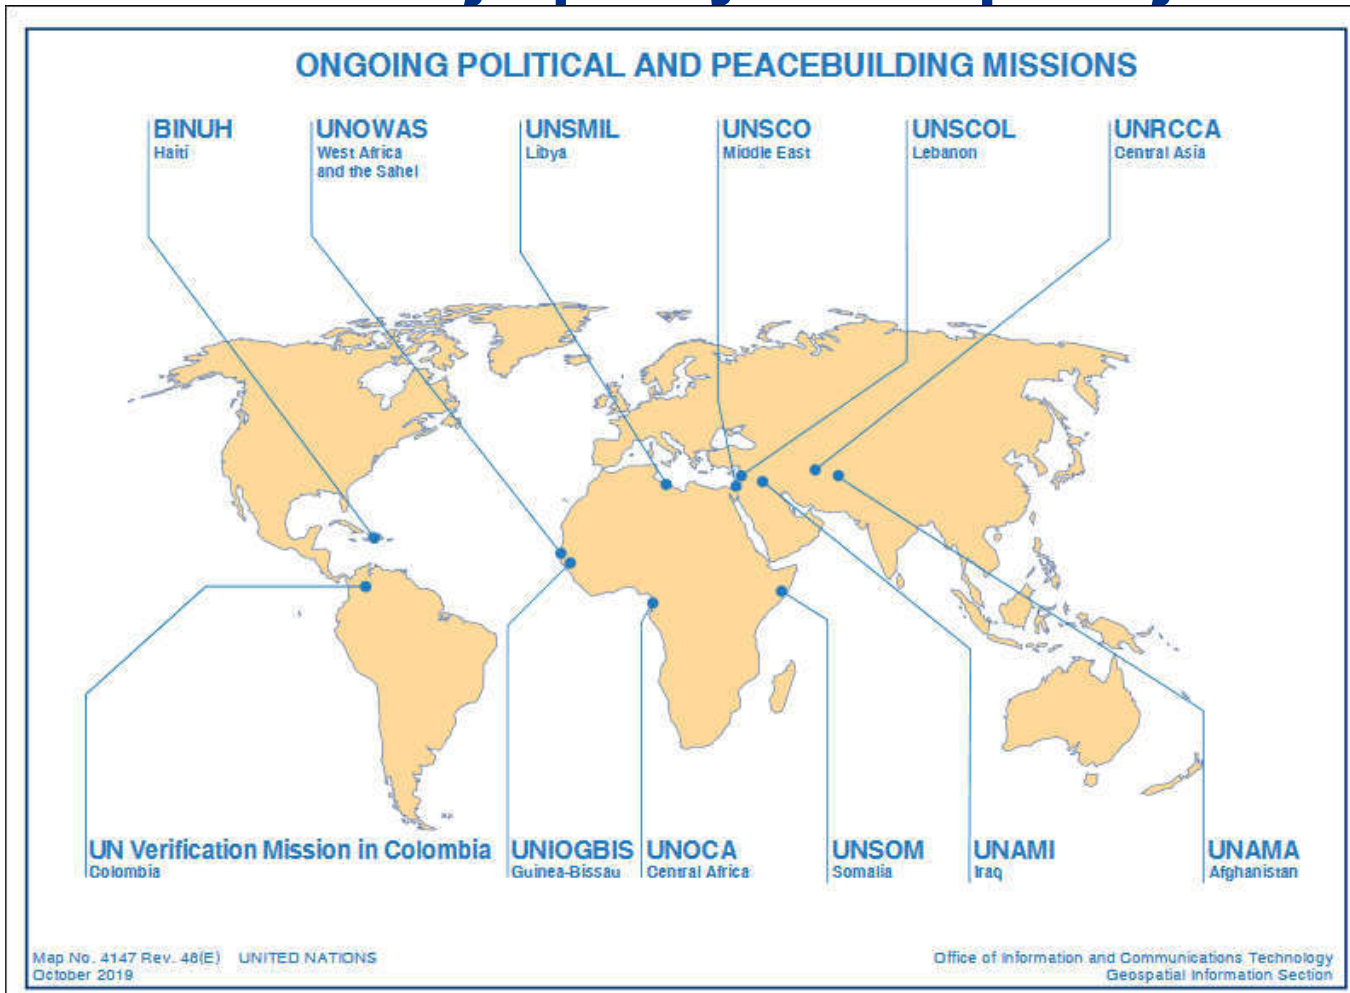 ONGOING POLITICAL AND PEACEBUILDING MISSIONS
BINUH
Haiti
UNOWAS
West Africa
and the Sahel
UNSMIL
Libya
UNSCO
Middle East
UNSCOL
Lebanon
UNRCCA
Central Asia
UN Verification Mission in Colombia
Colombia
UNIOGBIS
Guinea-Bissau
UNOCA
Central Africa
UNSOM
Somalia
UNAMI
Iraq
UNAMA
Afghanistan
Map No. 4147 Rev. 48(E) UNITED NATIONS
October 2019
Office of Information and Communications Technology
Geospatial Information Section